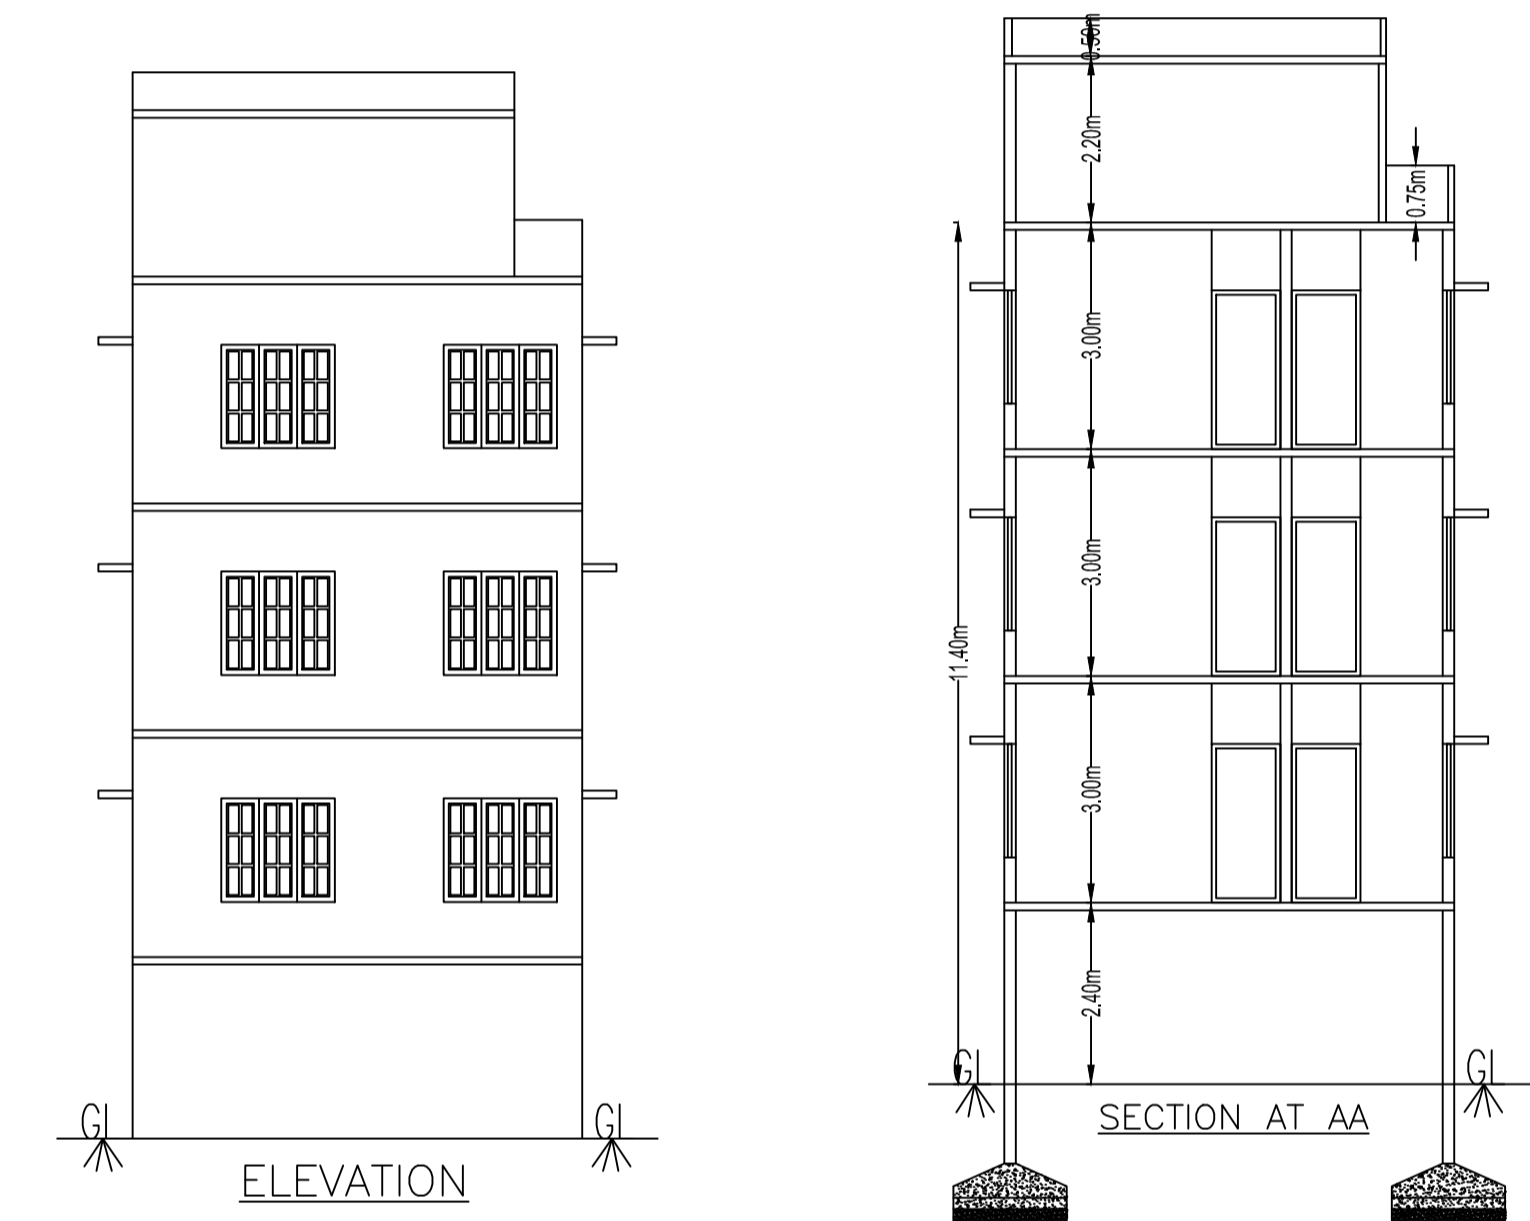 0.50m
2.20m
0.75m
3.00m
3.00m
11.40m
3.00m
2.40m
GL
GL
SECTION AT AA
GL
GL
ELEVATION